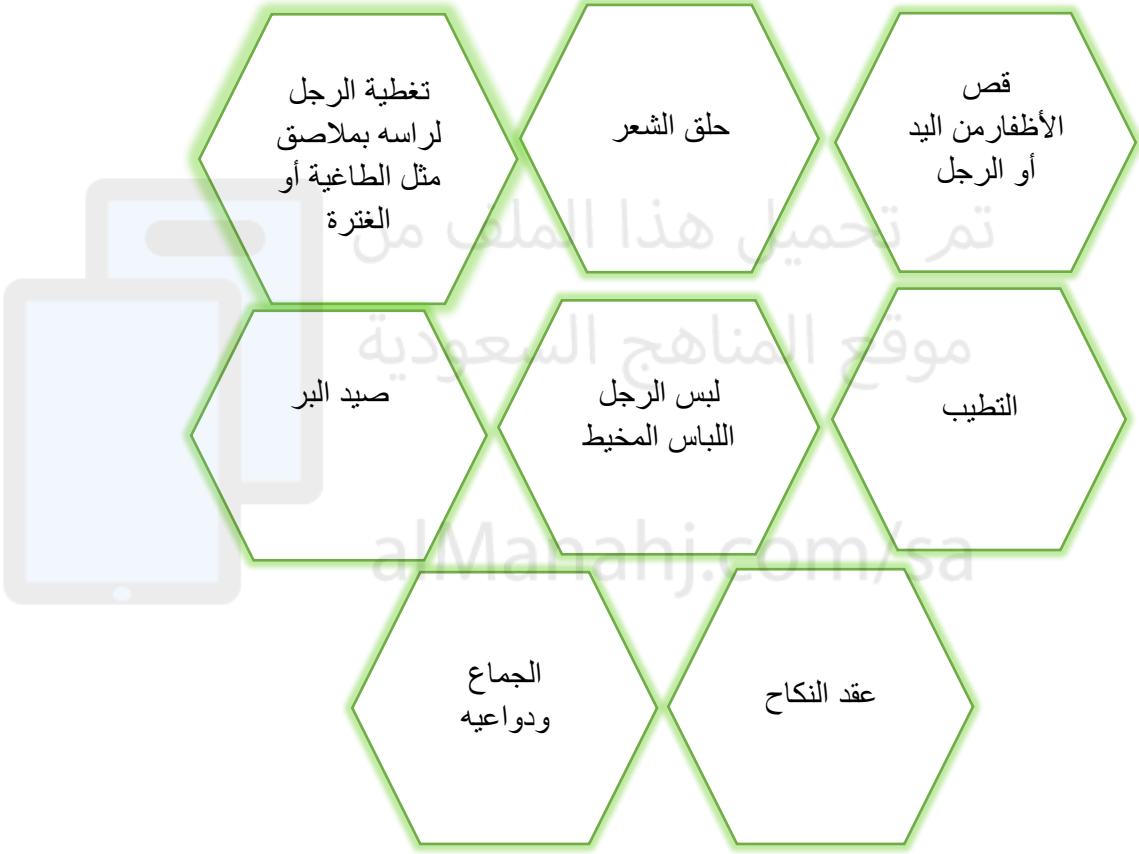 قص
الأظفارمن اليد
أو الرجل
حلق الشعر
تغطية الرجل
لراسه بملاصق
مثل الطاغية أو
الغترة
تم تحميل هذا الملف من
التطيب
لبس الرجل
اللباس المخيط
صيد البر
موقع المناهج السعودية
alManahj.com/sa
عقد النكاح
الجماع
ودواعيه